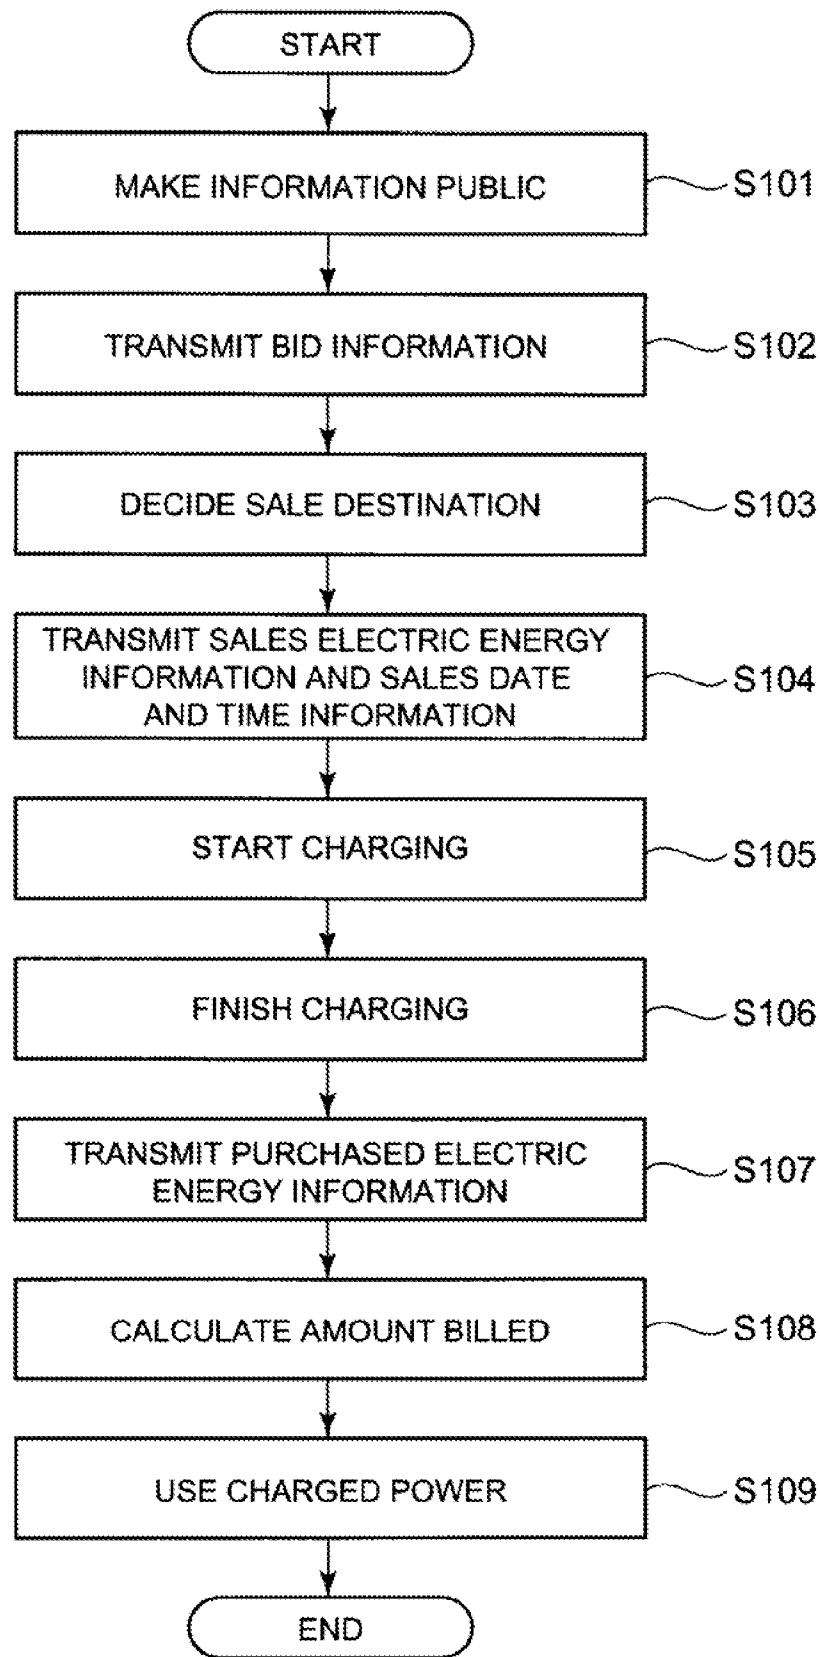 START
MAKE INFORMATION PUBLIC
S101
TRANSMIT BID INFORMATION
S102
DECIDE SALE DESTINATION
S103
TRANSMIT SALES ELECTRIC ENERGY
INFORMATION AND SALES DATE
AND TIME INFORMATION
S104
START CHARGING
S105
FINISH CHARGING
S106
TRANSMIT PURCHASED ELECTRIC
ENERGY INFORMATION
S107
CALCULATE AMOUNT BILLED
S108
USE CHARGED POWER
S109
END